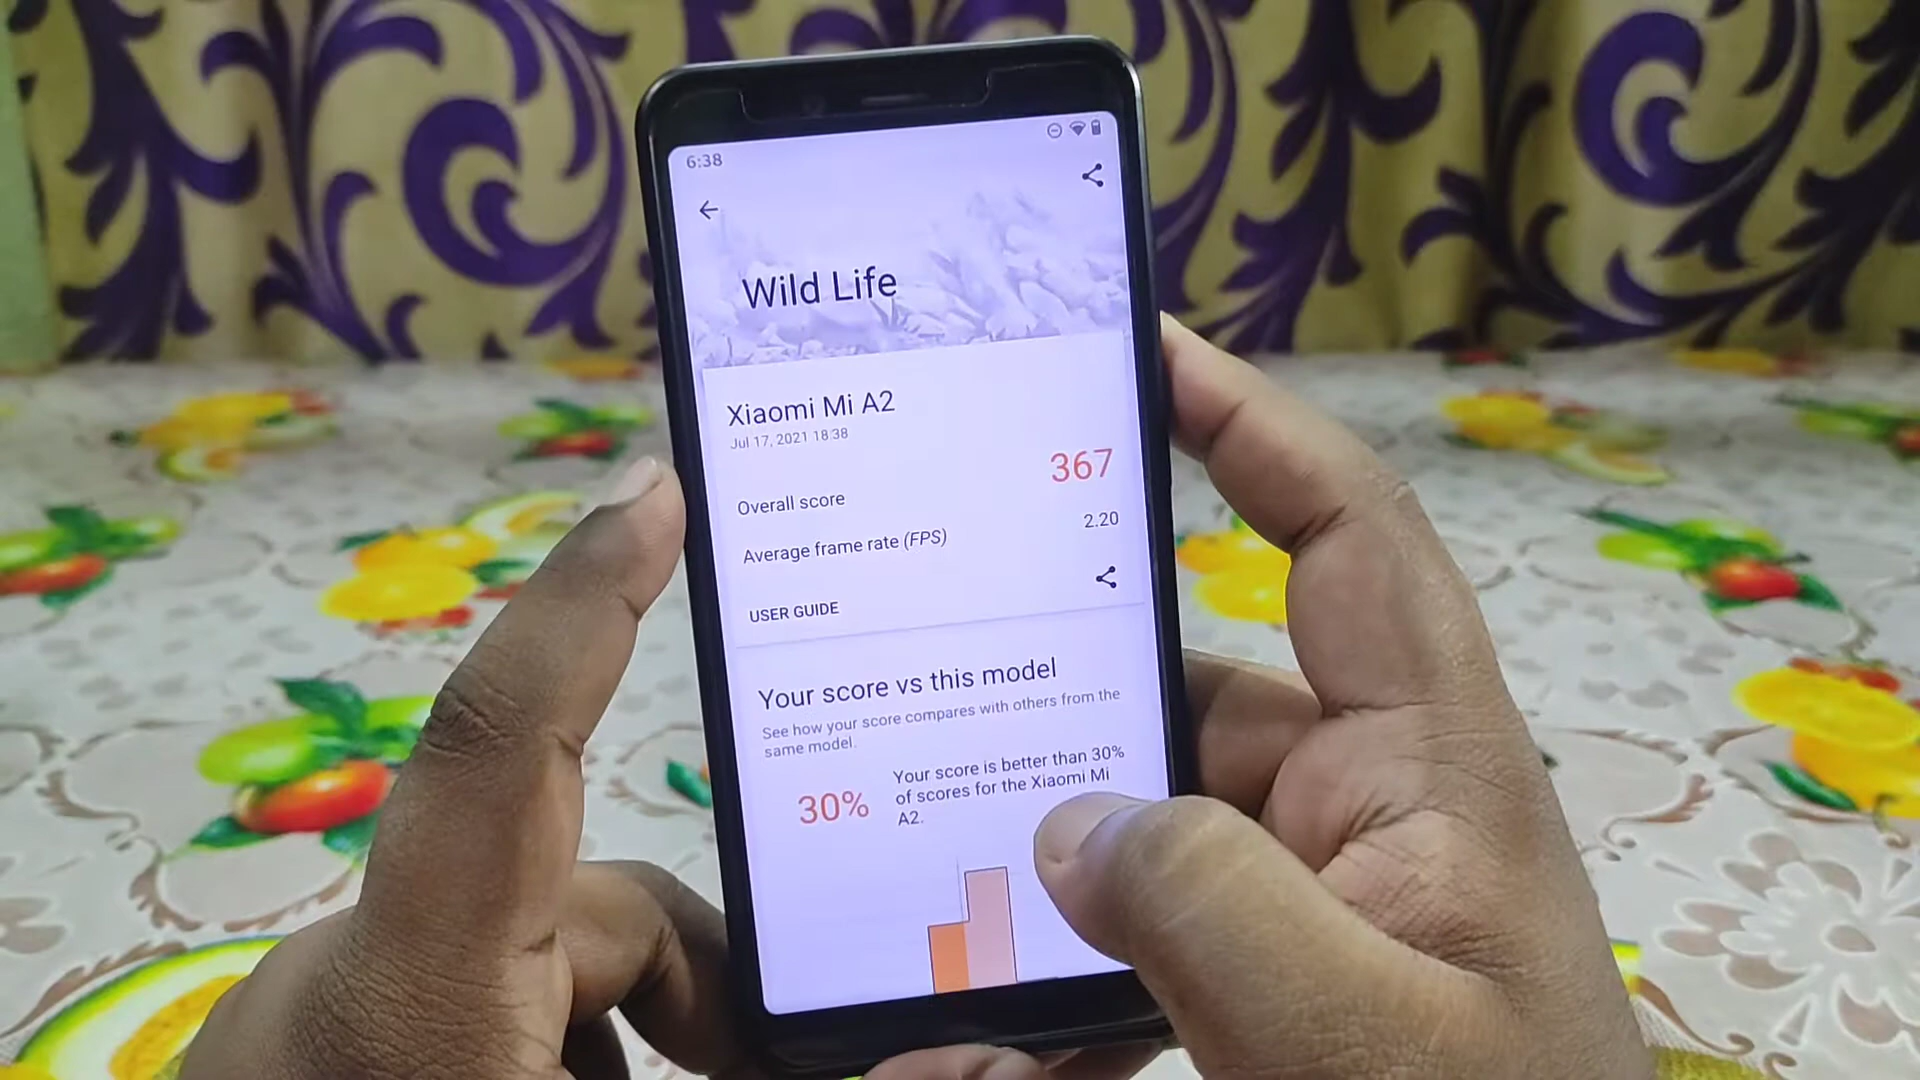 6:38
Wild Life
Xiaomi Mi A2
Jul 17, 2021 18:38
367
Overall score
2.20
Average frame rate (FPS)
USER GUIDE
Your score vs this model
See how your score compares with others from the
same model.
30%
Your score is better than 30%
of scores for the Xiaomi Mi
A2.